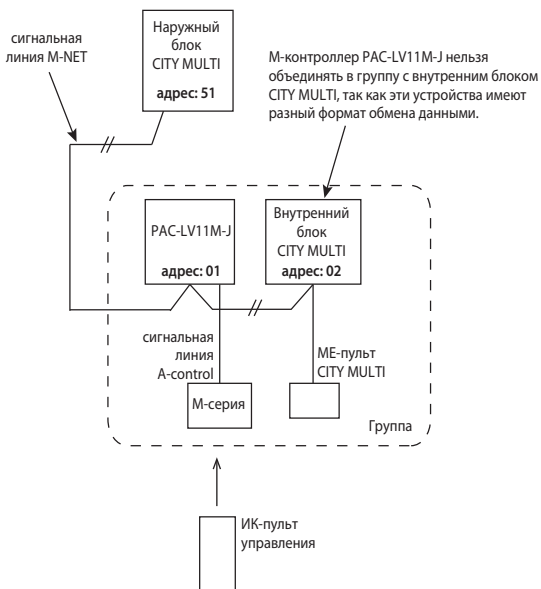 сигнальная
линия M-NET
Наружный
блок
CITY MULTI
адрес: 51
М-контроллер PAC-LV11M-J нельзя
объединять в группу с внутренним блоком
CITY MULTI, так как эти устройства имеют
разный формат обмена данными.
PAC-LV11M-J
адрес: 01
Внутренний
блок
CITY MULTI
адрес: 02
сигнальная
линия
A-control
М-серия
МЕ-пульт
CITY MULTI
Группа
ИК-пульт
управления